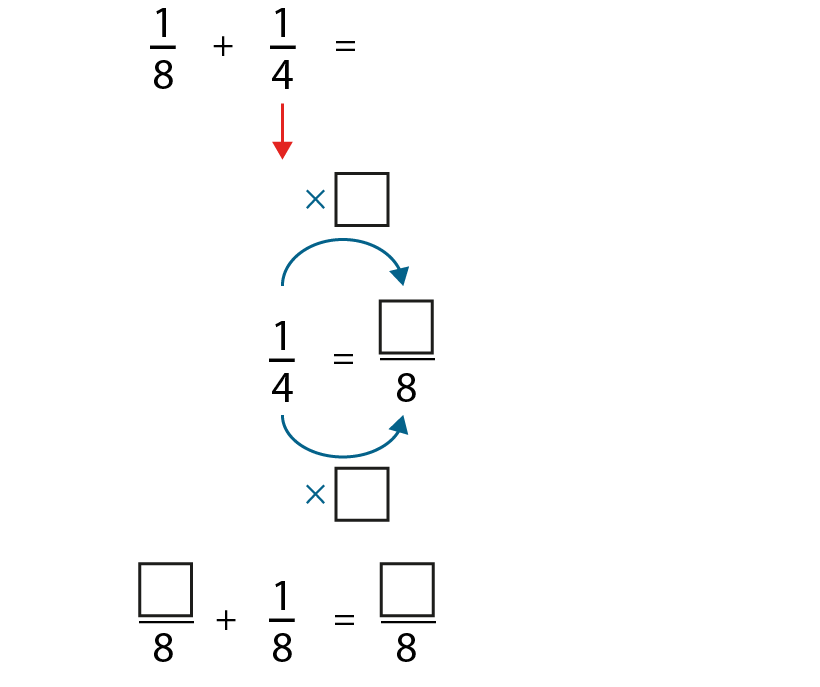 1/8 + 1/4 =
× □
1/4 = □/8
× □
□/8 + 1/8 = □/8